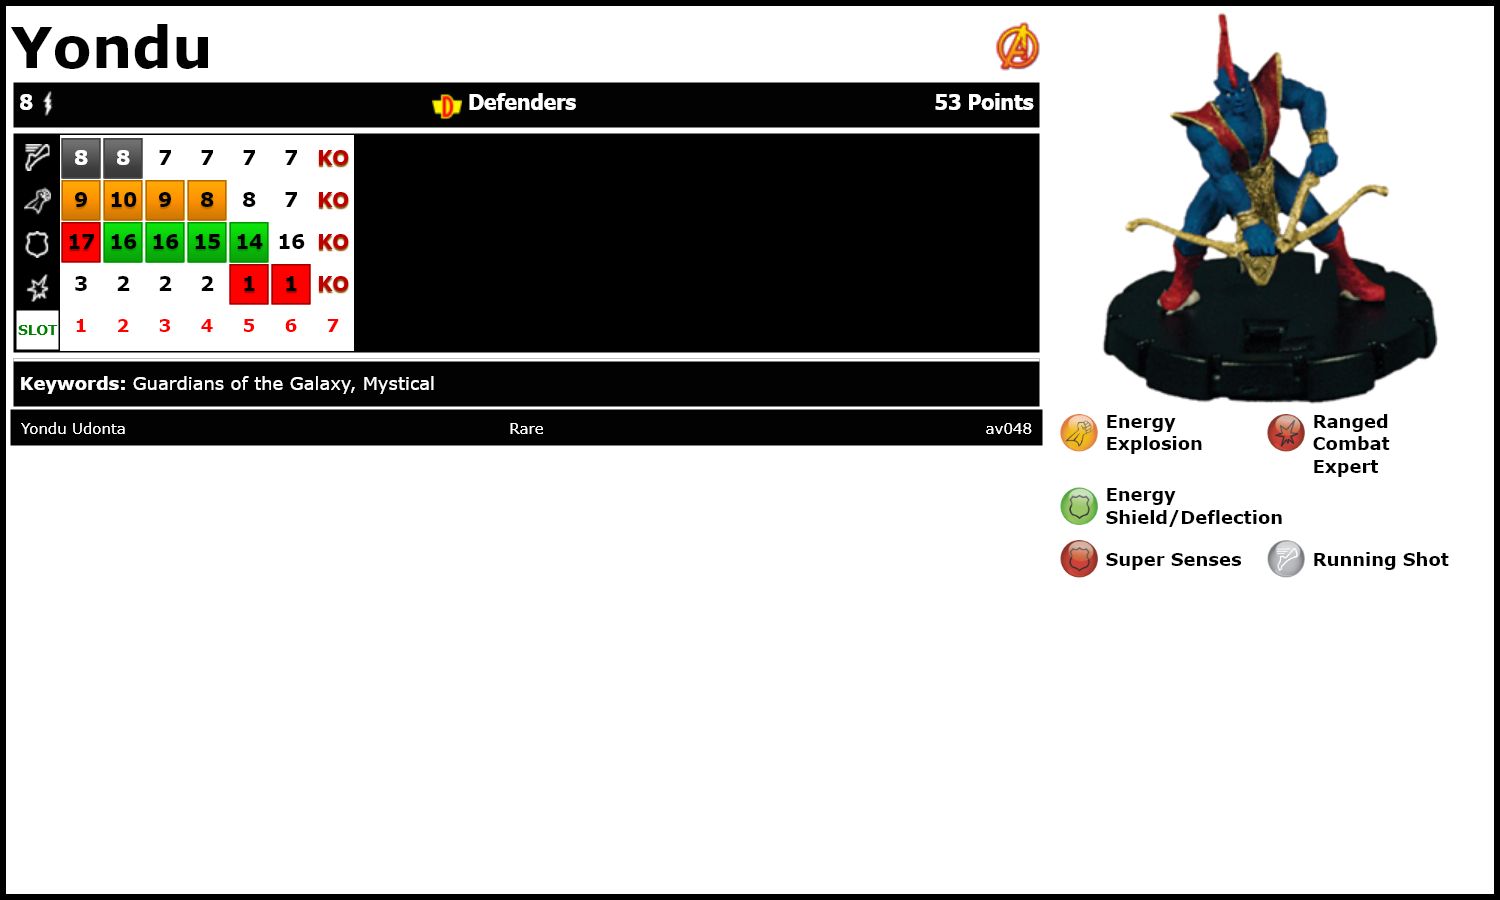 Yondu
8 Defenders 53 Points
8 8 7 7 7 7 KO
9 10 9 8 8 7 KO
17 16 16 15 14 16 KO
3 2 2 2 1 1 KO
SLOT 1 2 3 4 5 6 7
Keywords: Guardians of the Galaxy, Mystical
Yondu Udonta Rare av048
Energy
Explosion
Ranged
Combat
Expert
Energy
Shield/Deflection
Super Senses
Running Shot